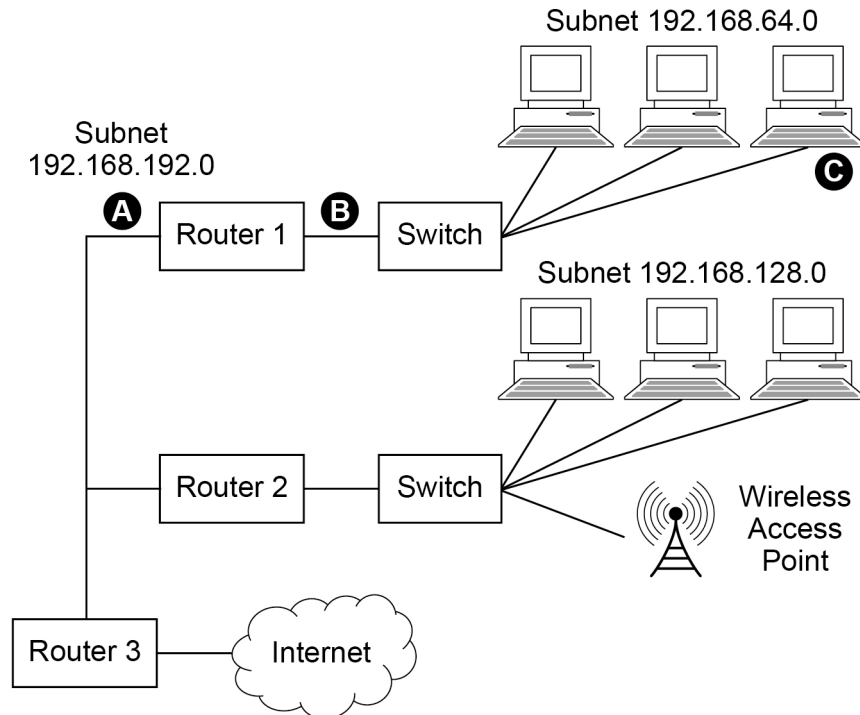 Subnet 192.168.64.0
Subnet
192.168.192.0
A
Router 1
B
Switch
C
Subnet 192.168.128.0
Router 2
Switch
Wireless
Access
Point
Router 3
Internet